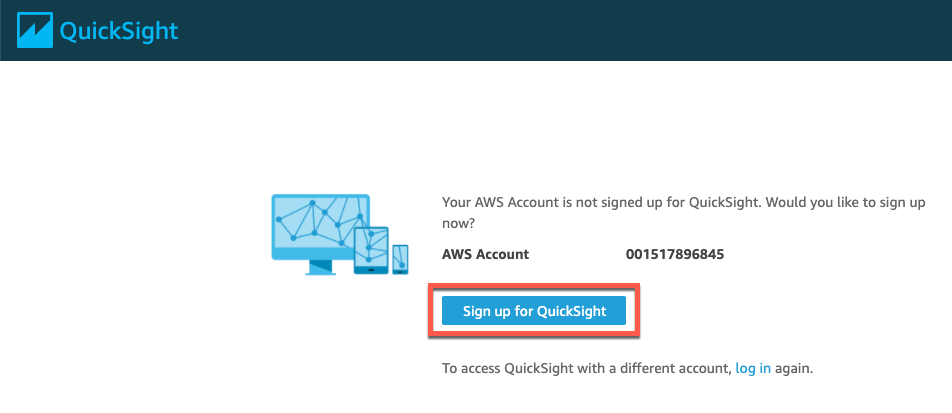 QuickSight
Your AWS Account is not signed up for QuickSight. Would you like to sign up
now?
AWS Account 001517896845
Sign up for QuickSight
To access QuickSight with a different account, log in again.